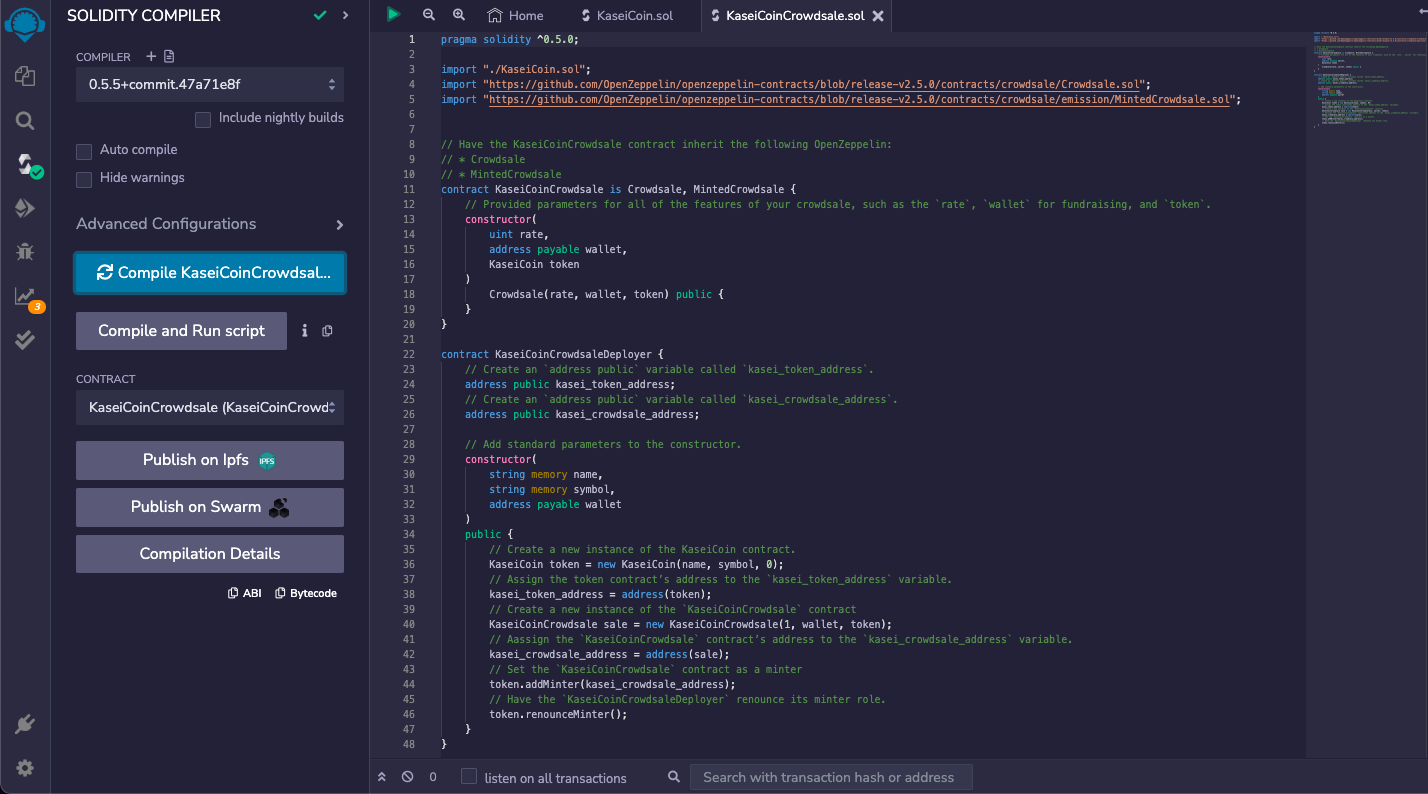 SOLIDITY COMPILER
COMPILER
0.5.5+commit.47a71e8f
Include nightly builds
Auto compile
Hide warnings
Advanced Configurations
Compile KaseiCoinCrowdsal...
3
Compile and Run script
CONTRACT
KaseiCoinCrowdsale (KaseiCoinCrowd
Publish on Ipfs IPFS
Publish on Swarm
Compilation Details
ABI Bytecode
Home KaseiCoin.sol KaseiCoinCrowdsale.sol
1 pragma solidity ^0.5.0;
2
3 import "./KaseiCoin.sol";
4 import "https://github.com/OpenZeppelin/openzeppelin-contracts/blob/release-v2.5.0/contracts/crowdsale/Crowdsale.sol";
5 import "https://github.com/OpenZeppelin/openzeppelin-contracts/blob/release-v2.5.0/contracts/crowdsale/emission/MintedCrowdsale.sol";
6
7
8 // Have the KaseiCoinCrowdsale contract inherit the following OpenZeppelin:
9 // * Crowdsale
10 // * MintedCrowdsale
11 contract KaseiCoinCrowdsale is Crowdsale, MintedCrowdsale {
12 // Provided parameters for all of the features of your crowdsale, such as the `rate`, `wallet` for fundraising, and `token`.
13 constructor(
14 uint rate,
15 address payable wallet,
16 KaseiCoin token
17 )
18 Crowdsale(rate, wallet, token) public {
19 }
20 }
21
22 contract KaseiCoinCrowdsaleDeployer {
23 // Create an `address public` variable called `kasei_token_address`.
24 address public kasei_token_address;
25 // Create an `address public` variable called `kasei_crowdsale_address`.
26 address public kasei_crowdsale_address;
27
28 // Add standard parameters to the constructor.
29 constructor(
30 string memory name,
31 string memory symbol,
32 address payable wallet
33 )
34 public {
35 // Create a new instance of the KaseiCoin contract.
36 KaseiCoin token = new KaseiCoin(name, symbol, 0);
37 // Assign the token contract's address to the `kasei_token_address` variable.
38 kasei_token_address = address(token);
39 // Create a new instance of the `KaseiCoinCrowdsale` contract
40 KaseiCoinCrowdsale sale = new KaseiCoinCrowdsale(1, wallet, token);
41 // Aassign the `KaseiCoinCrowdsale` contract's address to the `kasei_crowdsale_address` variable.
42 kasei_crowdsale_address = address(sale);
43 // Set the `KaseiCoinCrowdsale` contract as a minter
44 token.addMinter(kasei_crowdsale_address);
45 // Have the `KaseiCoinCrowdsaleDeployer` renounce its minter role.
46 token.renounceMinter();
47 }
48 }
0 listen on all transactions Search with transaction hash or address